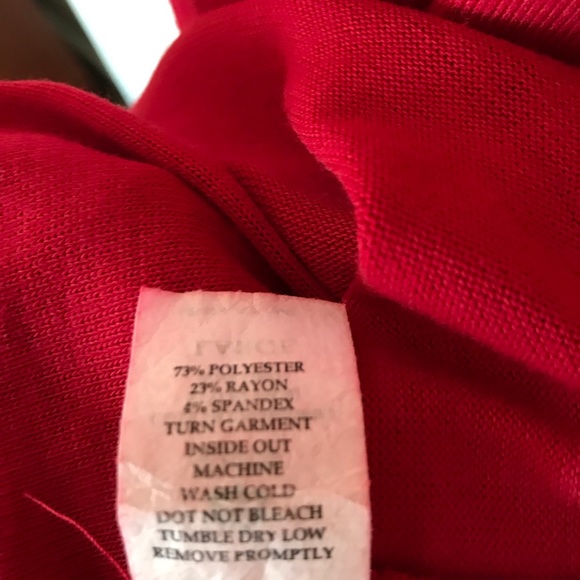 73% POLYESTER
23% RAYON
4% SPANDEX
TURN GARMENT
INSIDE OUT
MACHINE
WASH COLD
DOT NOT BLEACH
TUMBLE DRY LOW
REMOVE PROMPTLY